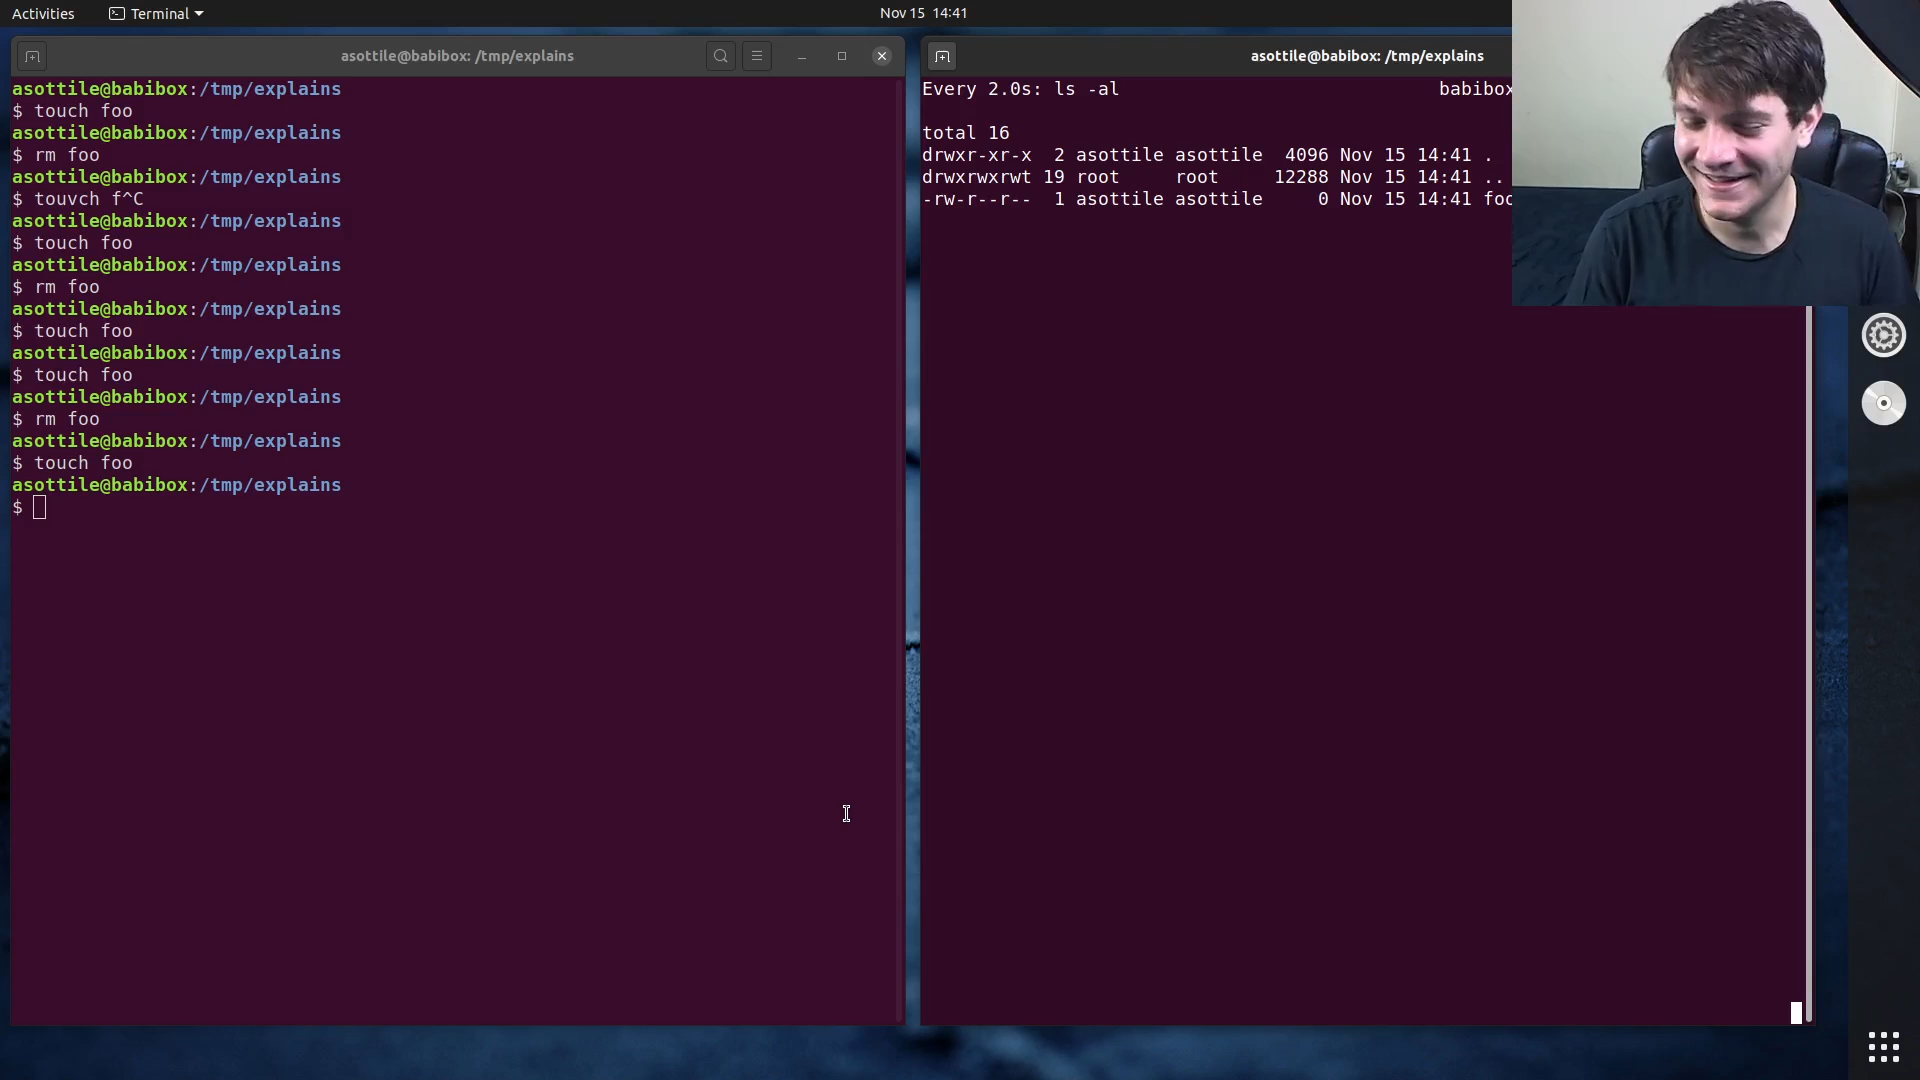 Activities
Terminal
Nov 15 14:41
asottile@babibox: /tmp/explains
asottile@babibox:/tmp/explains
$ touch foo
asottile@babibox:/tmp/explains
$ rm foo
asottile@babibox:/tmp/explains
$ touvch f^C
asottile@babibox:/tmp/explains
$ touch foo
asottile@babibox:/tmp/explains
$ rm foo
asottile@babibox:/tmp/explains
$ touch foo
asottile@babibox:/tmp/explains
$ touch foo
asottile@babibox:/tmp/explains
$ rm foo
asottile@babibox:/tmp/explains
$ touch foo
asottile@babibox:/tmp/explains
$
asottile@babibox: /tmp/explains
Every 2.0s: ls -al babibox
total 16
drwxr-xr-x 2 asottile asottile 4096 Nov 15 14:41 .
drwxrwxrwt 19 root root 12288 Nov 15 14:41 ..
-rw-r--r-- 1 asottile asottile 0 Nov 15 14:41 foo